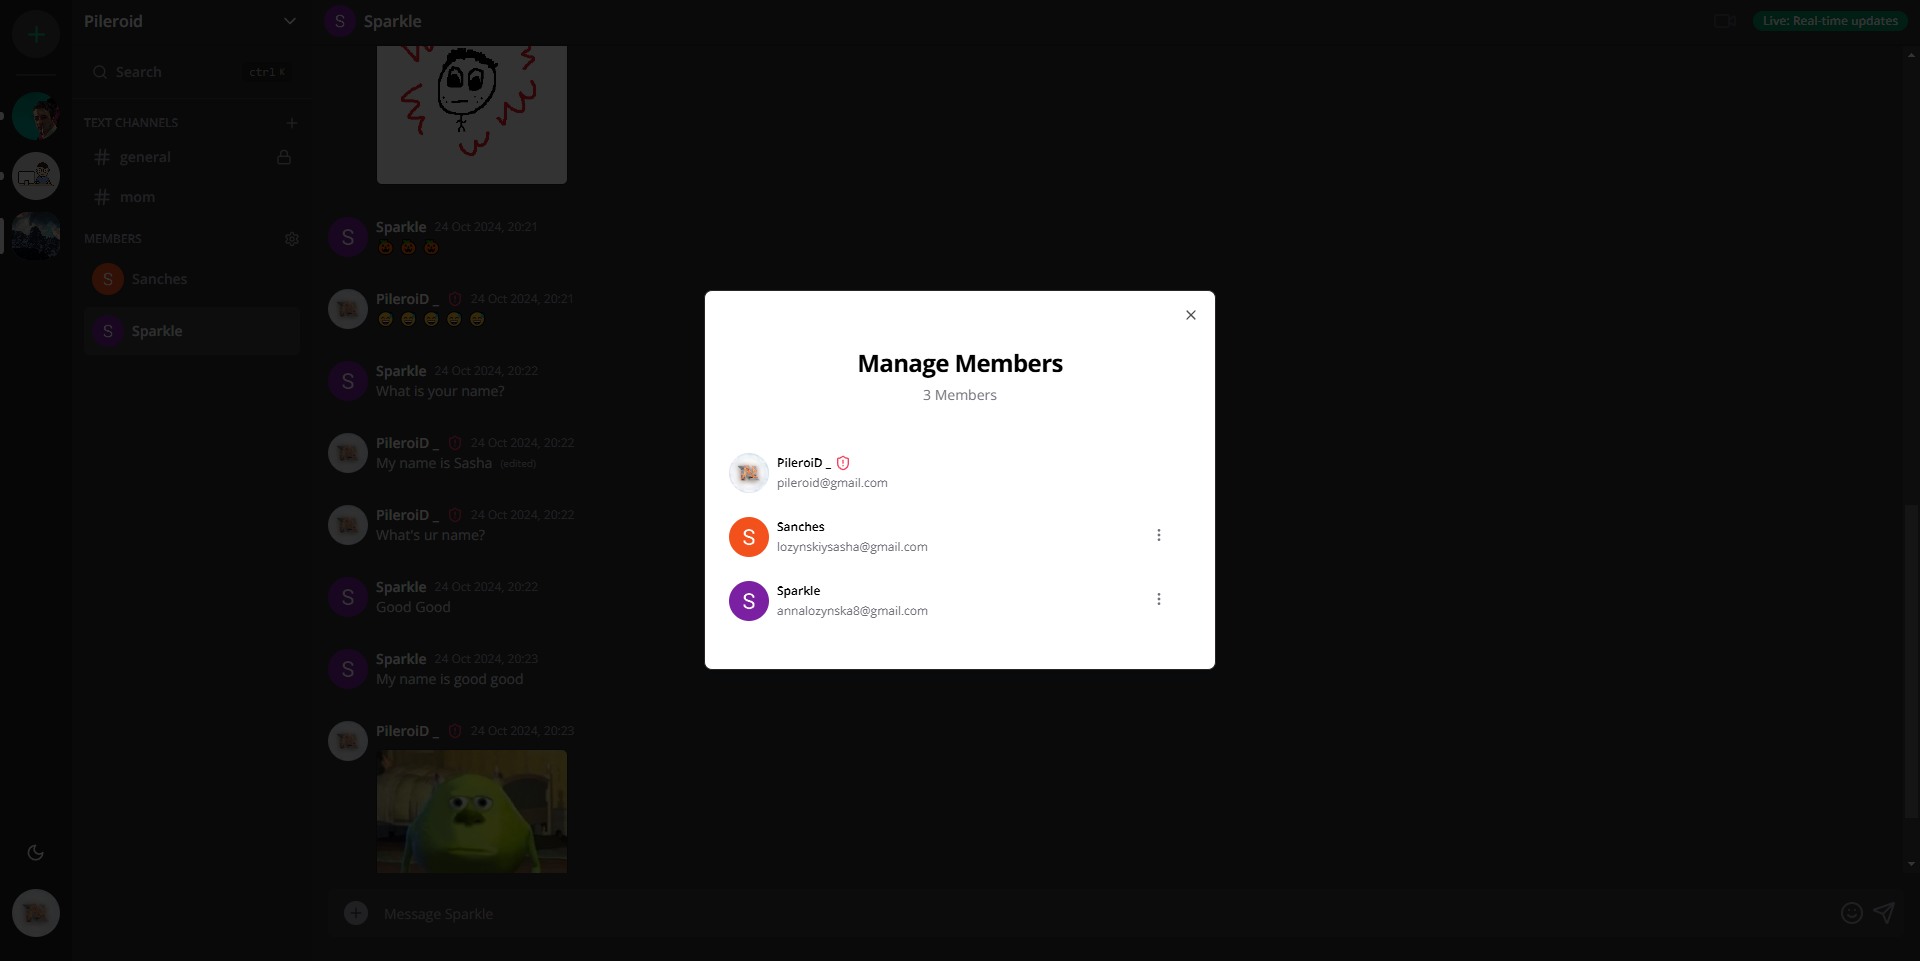 Pileroid
Search
ctrl K
TEXT CHANNELS
general
mom
MEMBERS
S Sanches
S Sparkle
S Sparkle
Live: Real-time updates
S Sparkle 24 Oct 2024, 20:21
PileroiD _ 24 Oct 2024, 20:21
S Sparkle 24 Oct 2024, 20:22
What is your name?
PileroiD _ 24 Oct 2024, 20:22
My name is Sasha (edited)
PileroiD _ 24 Oct 2024, 20:22
What's ur name?
S Sparkle 24 Oct 2024, 20:22
Good Good
S Sparkle 24 Oct 2024, 20:23
My name is good good
PileroiD _ 24 Oct 2024, 20:23
Message Sparkle
Manage Members
3 Members
PileroiD _
pileroid@gmail.com
S Sanches
lozynskiysasha@gmail.com
S Sparkle
annalozynska8@gmail.com